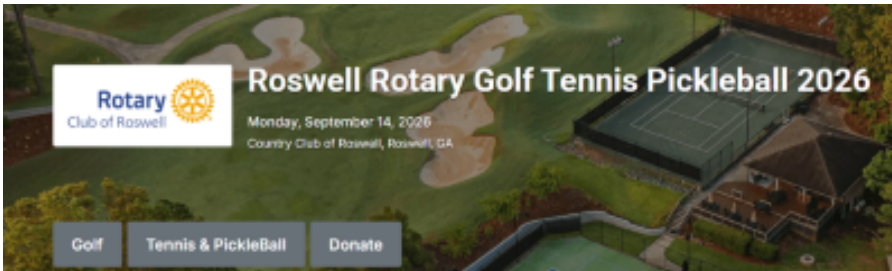 Roswell Rotary Golf Tennis Pickleball 2026
Rotary
Club of Roswell
Monday, September 14, 2026
Country Club of Roswell, Roswell, GA
Golf
Tennis & PickleBall
Donate